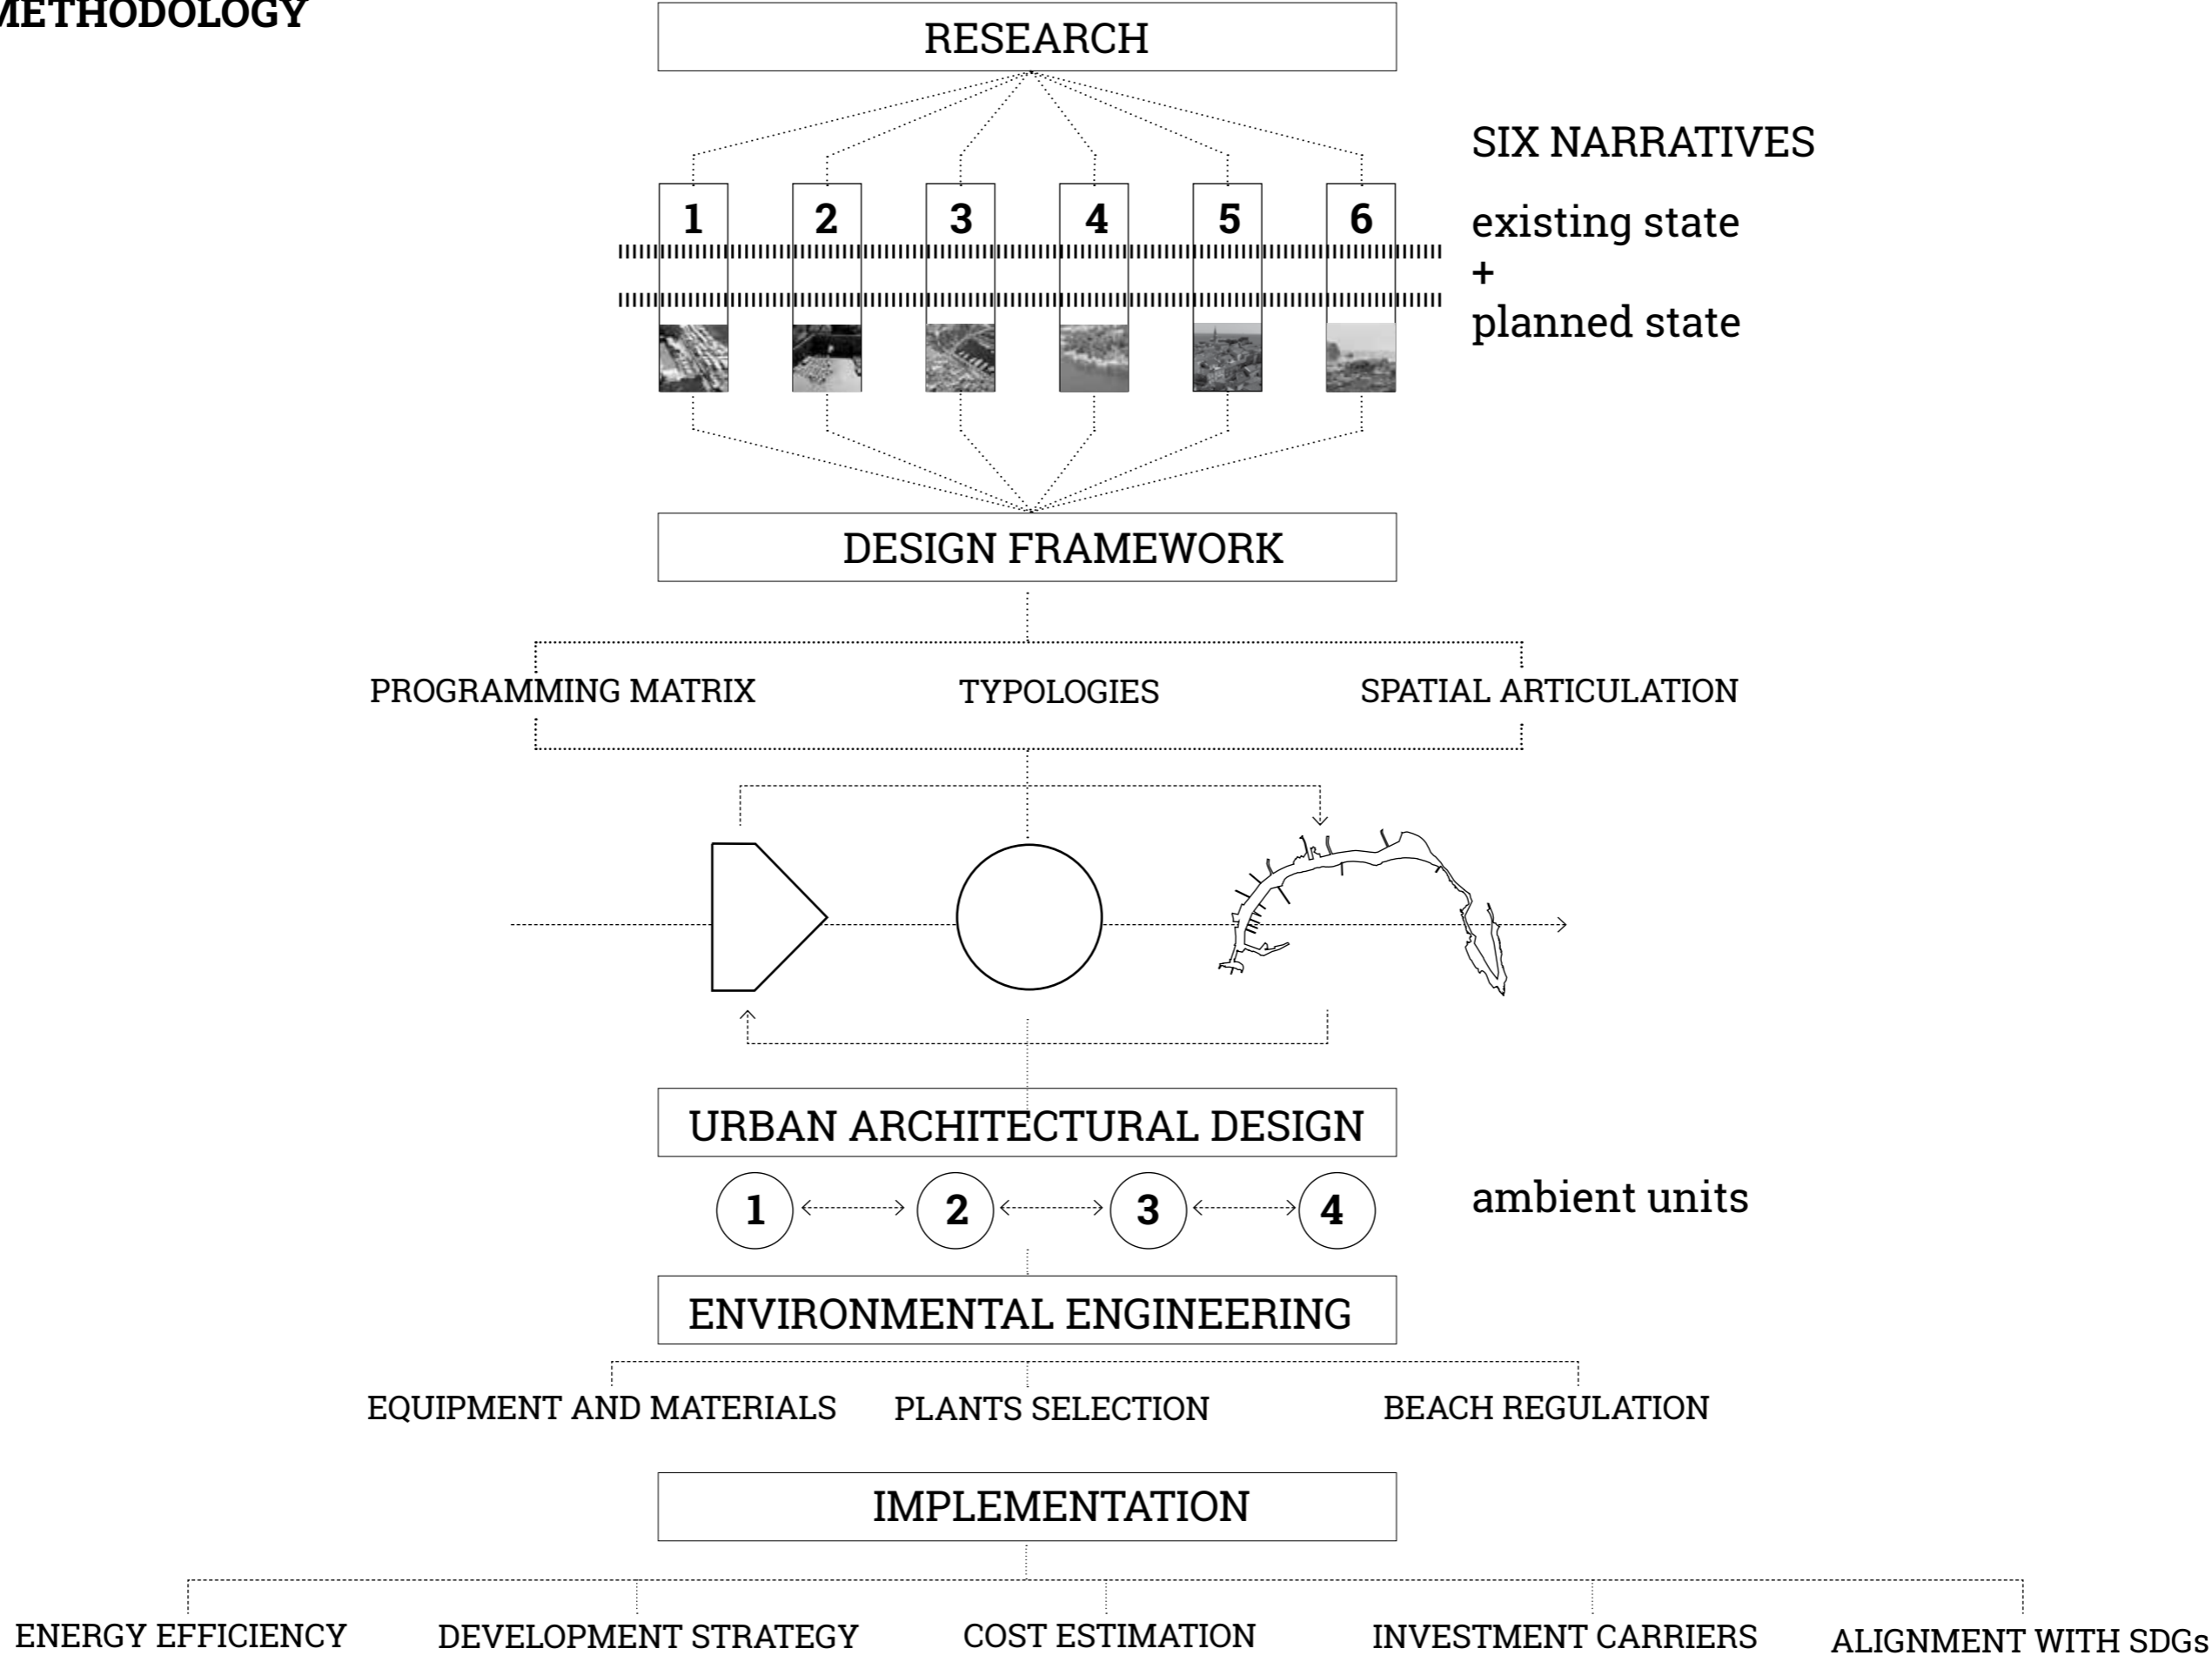 METHODOLOGY
RESEARCH
SIX NARRATIVES
1 2 3 4 5 6
existing state
+
planned state
DESIGN FRAMEWORK
PROGRAMMING MATRIX
TYPOLOGIES
SPATIAL ARTICULATION
URBAN ARCHITECTURAL DESIGN
1 2 3 4
ambient units
ENVIRONMENTAL ENGINEERING
EQUIPMENT AND MATERIALS
PLANTS SELECTION
BEACH REGULATION
IMPLEMENTATION
ENERGY EFFICIENCY
DEVELOPMENT STRATEGY
COST ESTIMATION
INVESTMENT CARRIERS
ALIGNMENT WITH SDGs